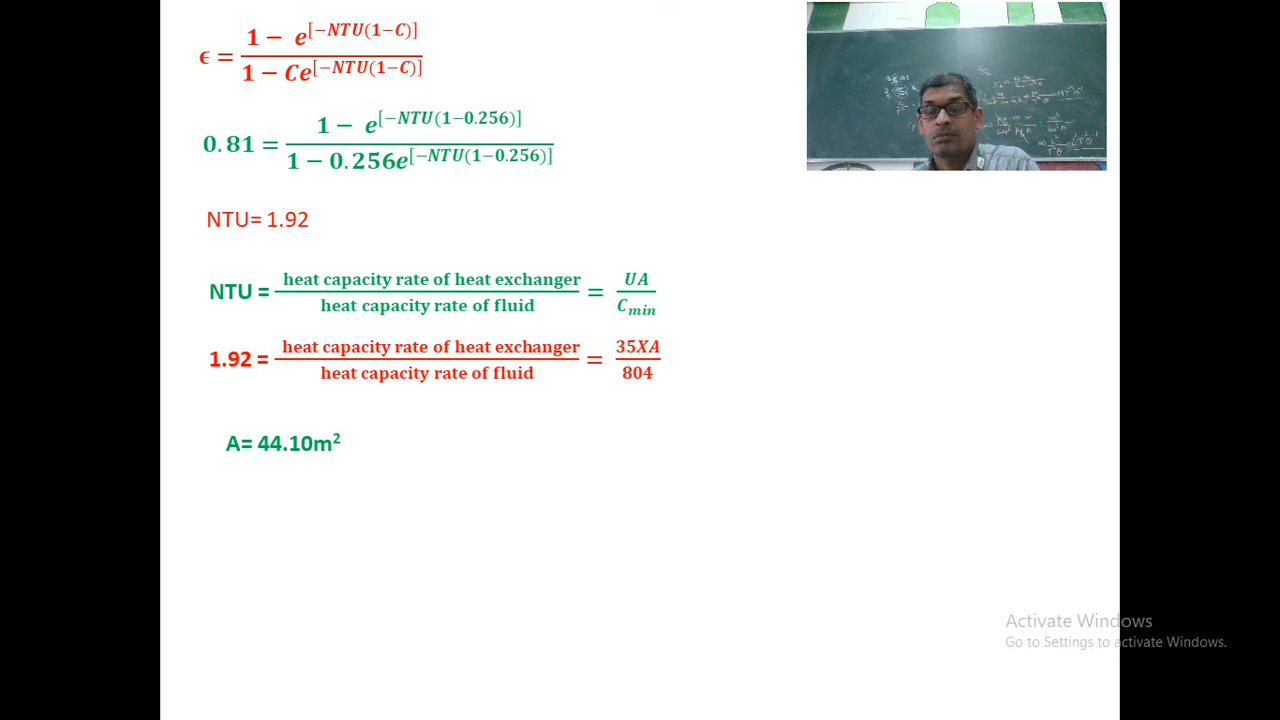 ϵ = (1 − e^[−NTU(1−C)]) / (1 − Ce^[−NTU(1−C)])
0.81 = (1 − e^[−NTU(1−0.256)]) / (1 − 0.256e^[−NTU(1−0.256)])
NTU= 1.92
NTU = heat capacity rate of heat exchanger / heat capacity rate of fluid = UA / C_min
1.92 = heat capacity rate of heat exchanger / heat capacity rate of fluid = 35XA / 804
A= 44.10m²
Activate Windows
Go to Settings to activate Windows.